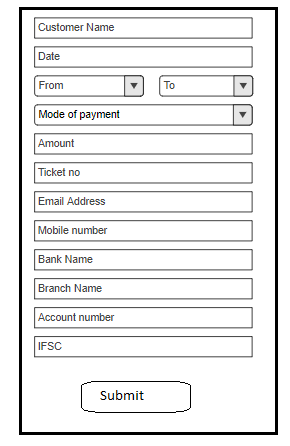 Customer Name
Date
From To
Mode of payment
Amount
Ticket no
Email Address
Mobile number
Bank Name
Branch Name
Account number
IFSC
Submit